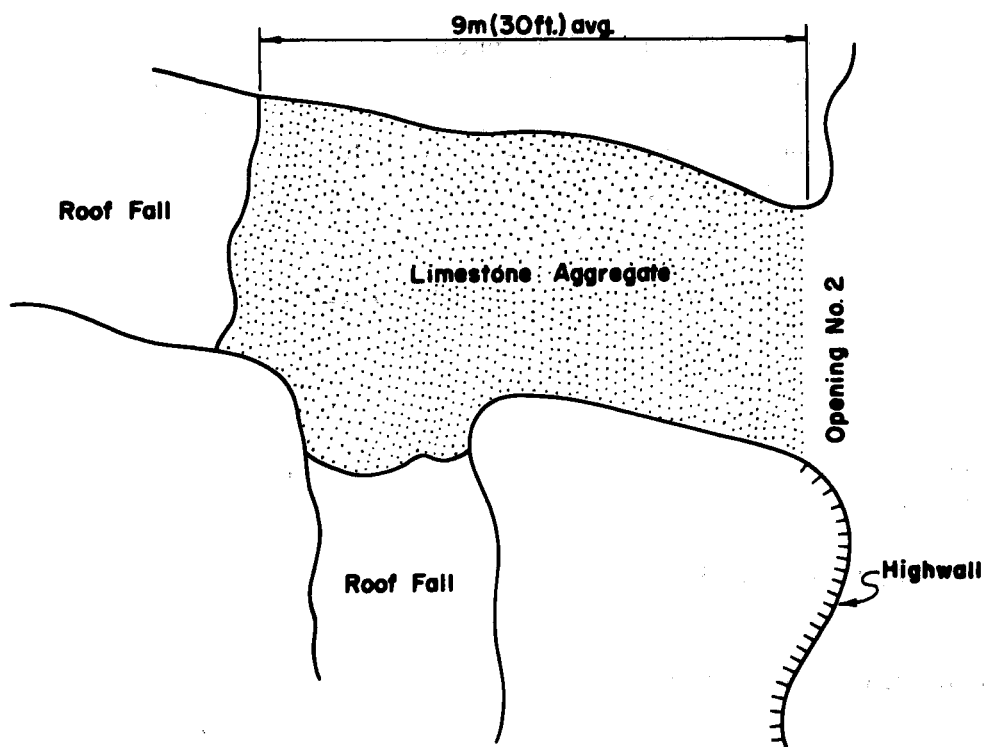 9m(30ft.) avg.
Roof Fall
Limestone Aggregate
Opening No. 2
Roof Fall
Highwall